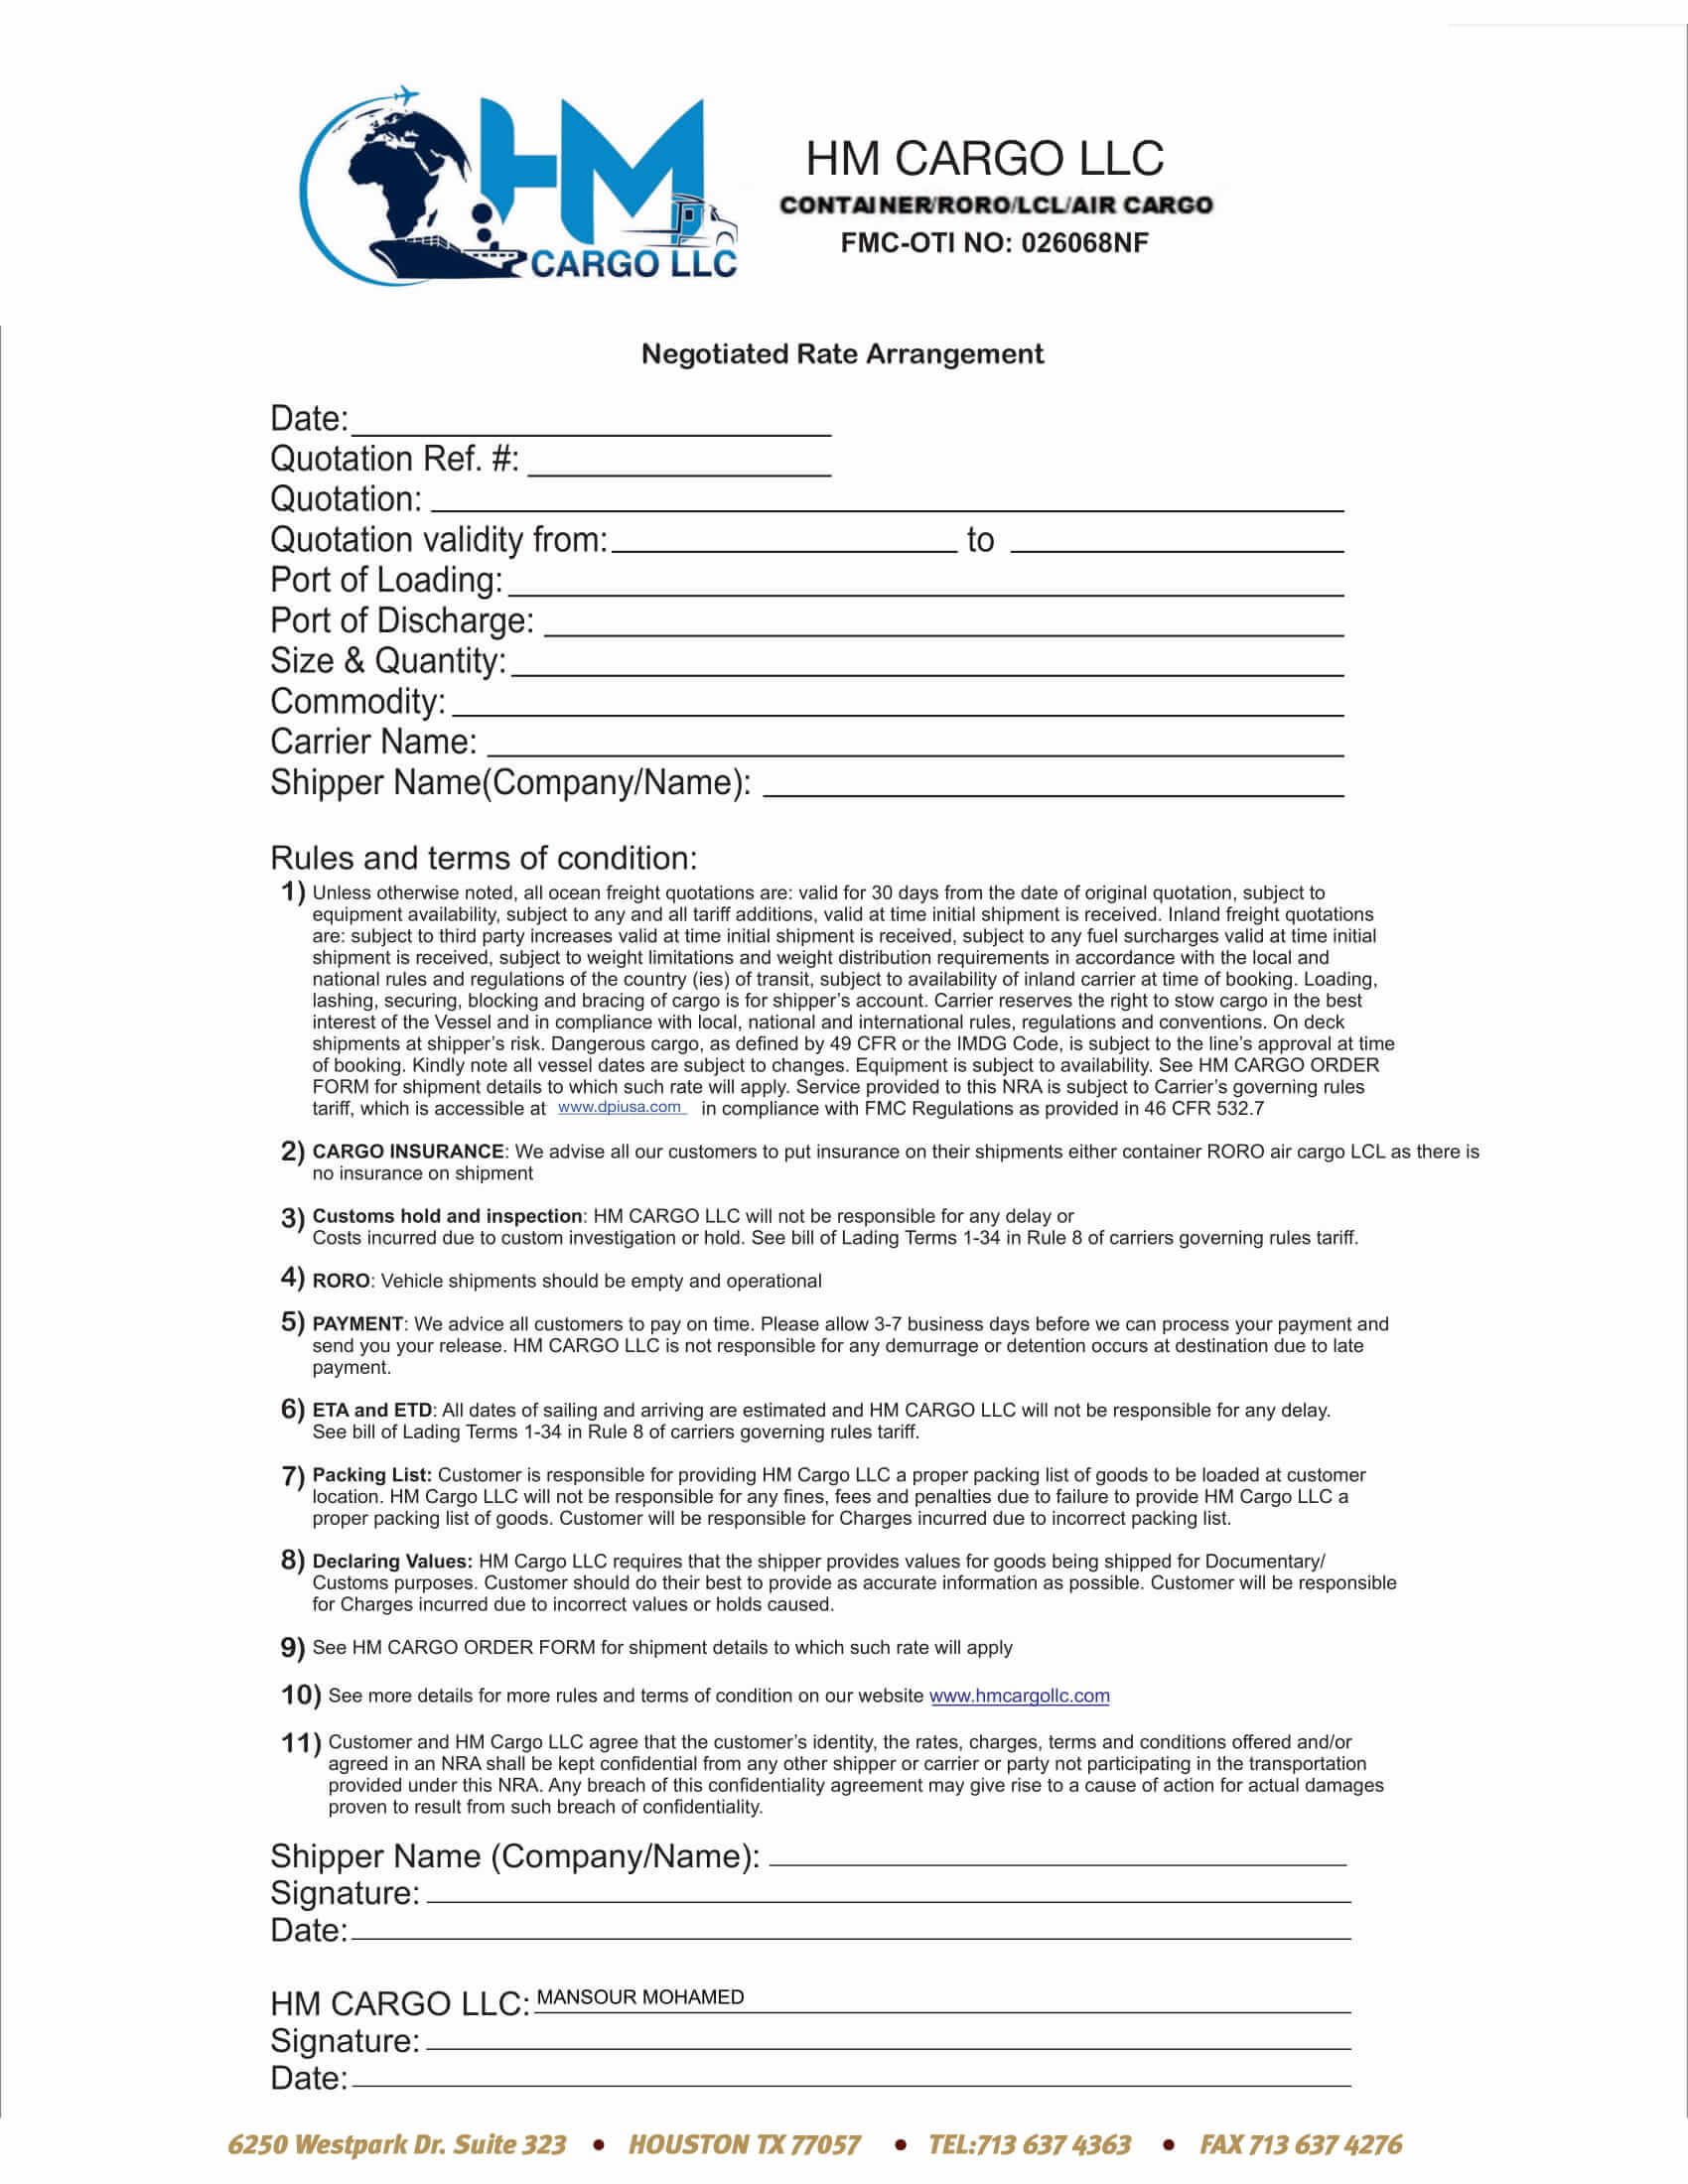 HM
CARGO LLC
HM CARGO LLC
CONTAINER/RORO/LCL/AIR CARGO
FMC-OTI NO: 026068NF
Negotiated Rate Arrangement
Date:
Quotation Ref. #:
Quotation:
Quotation validity from: to
Port of Loading:
Port of Discharge:
Size & Quantity:
Commodity:
Carrier Name:
Shipper Name(Company/Name):
Rules and terms of condition:
1) Unless otherwise noted, all ocean freight quotations are: valid for 30 days from the date of original quotation, subject to
equipment availability, subject to any and all tariff additions, valid at time initial shipment is received. Inland freight quotations
are: subject to third party increases valid at time initial shipment is received, subject to any fuel surcharges valid at time initial
shipment is received, subject to weight limitations and weight distribution requirements in accordance with the local and
national rules and regulations of the country (ies) of transit, subject to availability of inland carrier at time of booking. Loading,
lashing, securing, blocking and bracing of cargo is for shipper's account. Carrier reserves the right to stow cargo in the best
interest of the Vessel and in compliance with local, national and international rules, regulations and conventions. On deck
shipments at shipper's risk. Dangerous cargo, as defined by 49 CFR or the IMDG Code, is subject to the line's approval at time
of booking. Kindly note all vessel dates are subject to changes. Equipment is subject to availability. See HM CARGO ORDER
FORM for shipment details to which such rate will apply. Service provided to this NRA is subject to Carrier's governing rules
tariff, which is accessible at www.dpiusa.com in compliance with FMC Regulations as provided in 46 CFR 532.7
2) CARGO INSURANCE: We advise all our customers to put insurance on their shipments either container RORO air cargo LCL as there is
no insurance on shipment
3) Customs hold and inspection: HM CARGO LLC will not be responsible for any delay or
Costs incurred due to custom investigation or hold. See bill of Lading Terms 1-34 in Rule 8 of carriers governing rules tariff.
4) RORO: Vehicle shipments should be empty and operational
5) PAYMENT: We advice all customers to pay on time. Please allow 3-7 business days before we can process your payment and
send you your release. HM CARGO LLC is not responsible for any demurrage or detention occurs at destination due to late
payment.
6) ETA and ETD: All dates of sailing and arriving are estimated and HM CARGO LLC will not be responsible for any delay.
See bill of Lading Terms 1-34 in Rule 8 of carriers governing rules tariff.
7) Packing List: Customer is responsible for providing HM Cargo LLC a proper packing list of goods to be loaded at customer
location. HM Cargo LLC will not be responsible for any fines, fees and penalties due to failure to provide HM Cargo LLC a
proper packing list of goods. Customer will be responsible for Charges incurred due to incorrect packing list.
8) Declaring Values: HM Cargo LLC requires that the shipper provides values for goods being shipped for Documentary/
Customs purposes. Customer should do their best to provide as accurate information as possible. Customer will be responsible
for Charges incurred due to incorrect values or holds caused.
9) See HM CARGO ORDER FORM for shipment details to which such rate will apply
10) See more details for more rules and terms of condition on our website www.hmcargollc.com
11) Customer and HM Cargo LLC agree that the customer's identity, the rates, charges, terms and conditions offered and/or
agreed in an NRA shall be kept confidential from any other shipper or carrier or party not participating in the transportation
provided under this NRA. Any breach of this confidentiality agreement may give rise to a cause of action for actual damages
proven to result from such breach of confidentiality.
Shipper Name (Company/Name):
Signature:
Date:
HM CARGO LLC: MANSOUR MOHAMED
Signature:
Date:
6250 Westpark Dr. Suite 323 • HOUSTON TX 77057 • TEL:713 637 4363 • FAX 713 637 4276